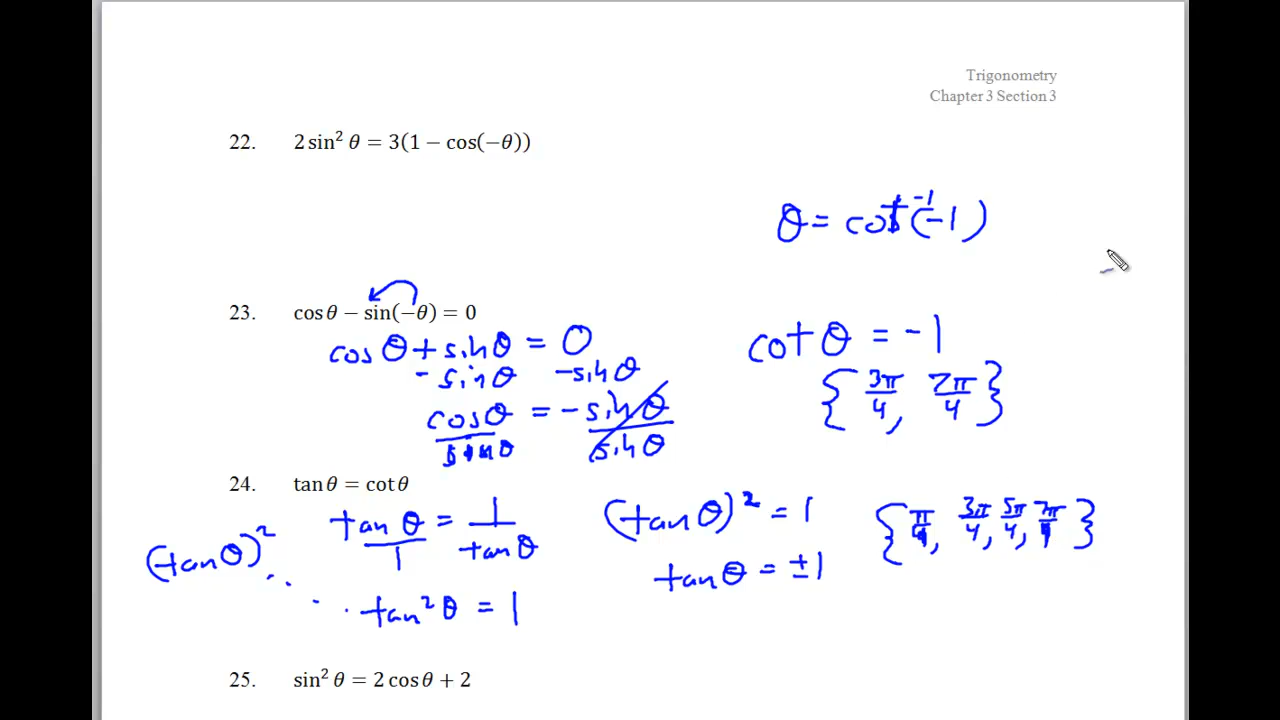 Trigonometry
Chapter 3 Section 3
22. 2 sin² θ = 3(1 − cos(−θ))
θ = cot⁻¹(−1)
23. cos θ − sin(−θ) = 0
cos θ + sin θ = 0
− sin θ − sin θ
cos θ = − sin θ
sin θ sin θ
cot θ = −1
{ 3π/4, 7π/4 }
24. tan θ = cot θ
tan θ / 1 = 1 / tan θ
(tan θ)²
tan² θ = 1
(tan θ)² = 1
tan θ = ± 1
{ π/4, 3π/4, 5π/4, 7π/4 }
25. sin² θ = 2 cos θ + 2